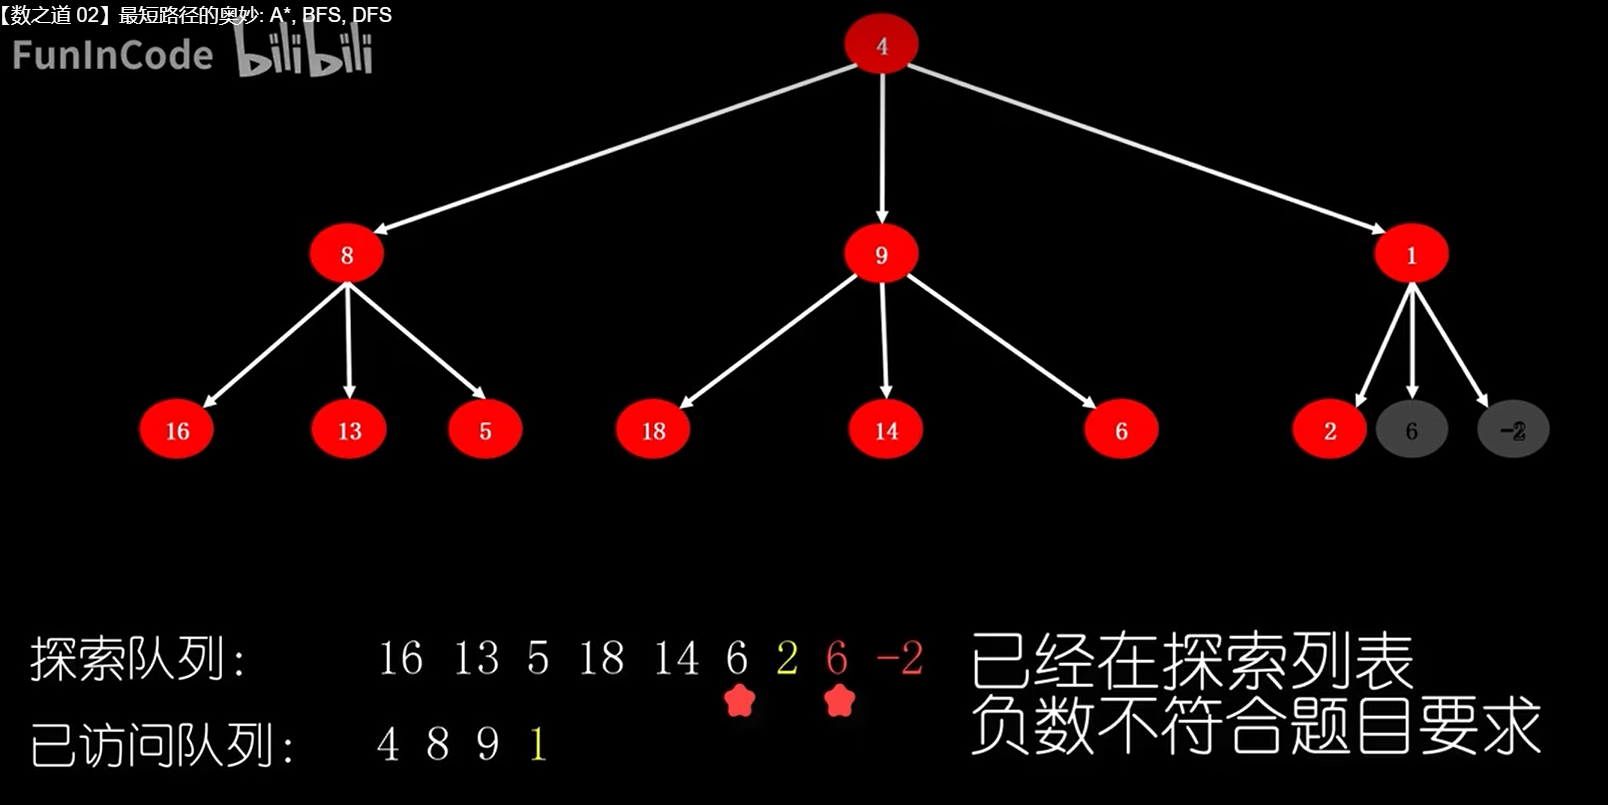 【数之道 02】最短路径的奥妙: A*, BFS, DFS
FunInCode bilibili
4
8 9 1
16 13 5 18 14 6 2 6 -2
探索队列: 16 13 5 18 14 6 2 6 -2
已经在探索列表
负数不符合题目要求
已访问队列: 4 8 9 1